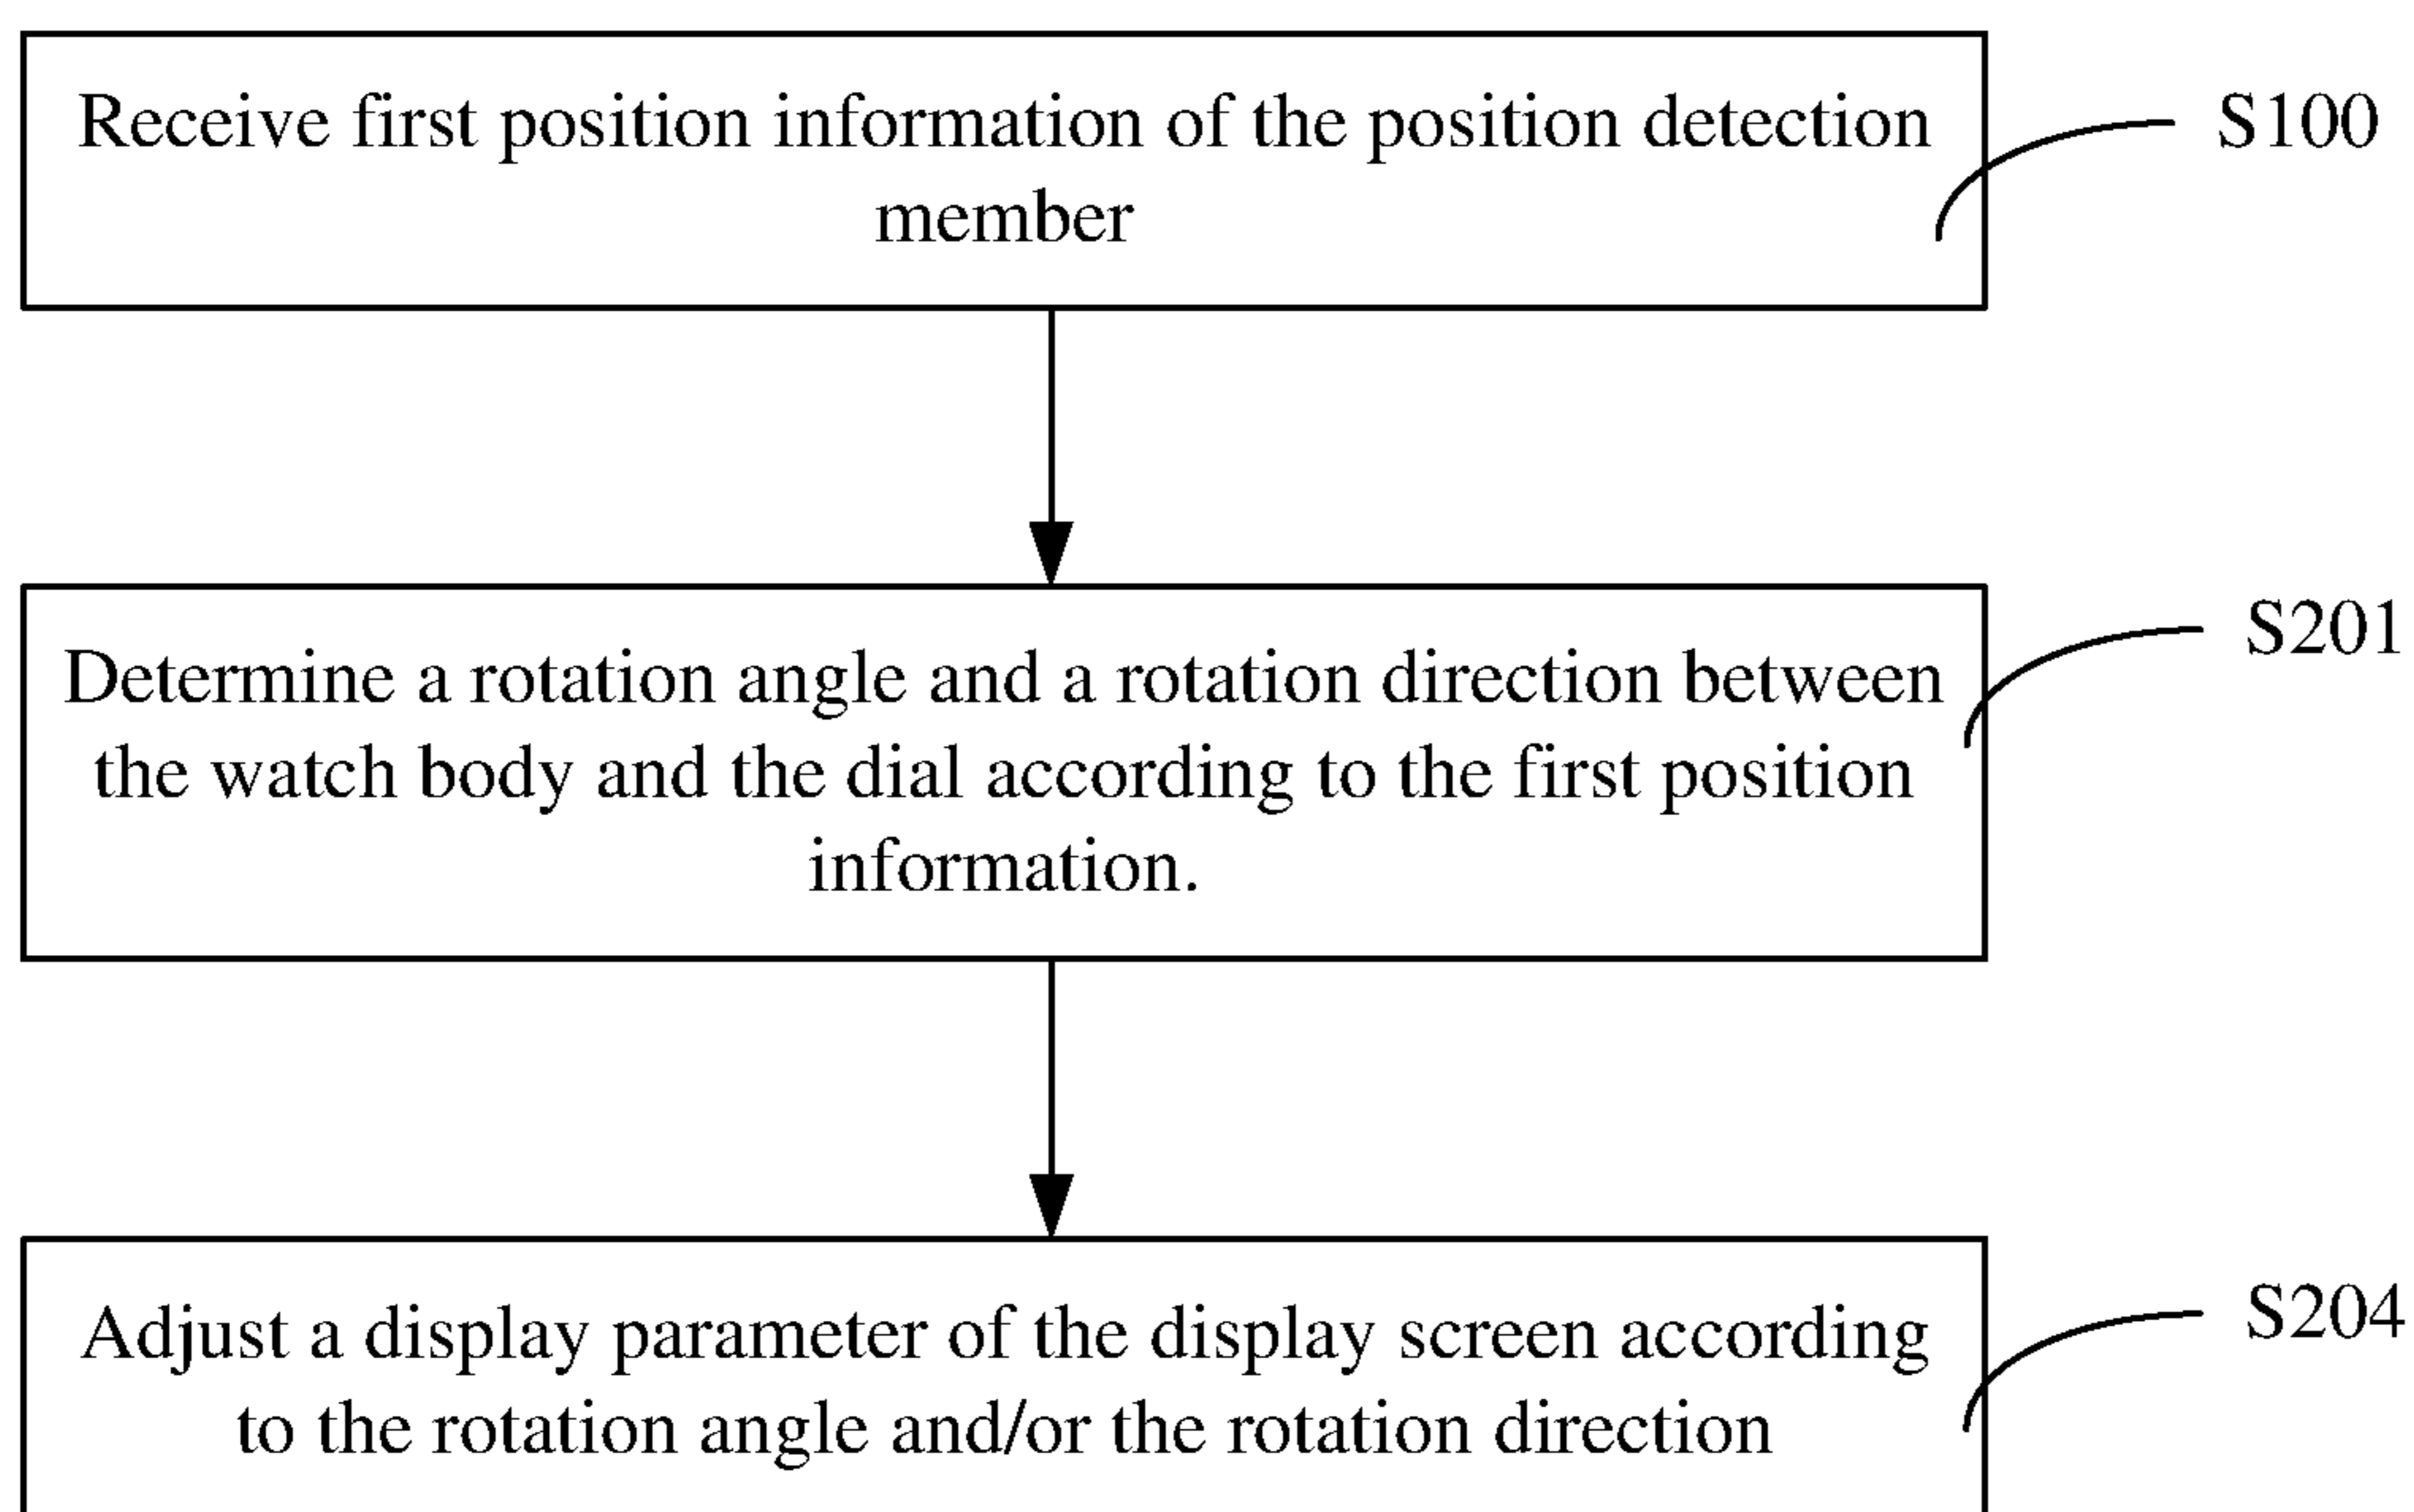 Receive first position information of the position detection
member
S100
Determine a rotation angle and a rotation direction between
the watch body and the dial according to the first position
information.
S201
Adjust a display parameter of the display screen according
to the rotation angle and/or the rotation direction
S204